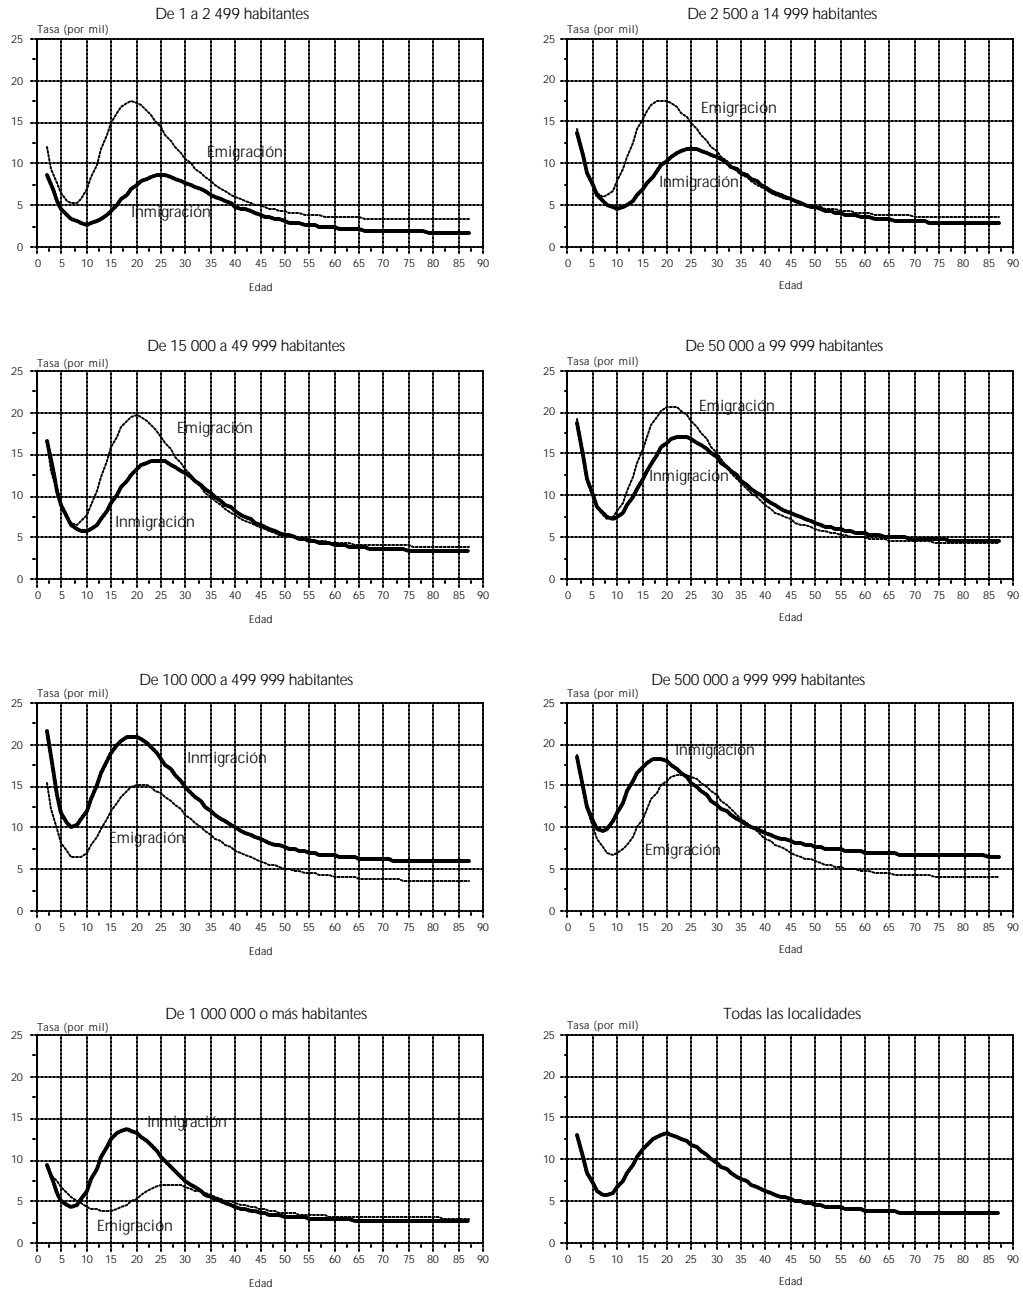 De 1 a 2 499 habitantes
Tasa (por mil)
25
20
15
10
5
0
Emigración
Inmigración
0 5 10 15 20 25 30 35 40 45 50 55 60 65 70 75 80 85 90
Edad
De 2 500 a 14 999 habitantes
Tasa (por mil)
25
20
15
10
5
0
Emigración
Inmigración
0 5 10 15 20 25 30 35 40 45 50 55 60 65 70 75 80 85 90
Edad
De 15 000 a 49 999 habitantes
Tasa (por mil)
25
20
15
10
5
0
Emigración
Inmigración
0 5 10 15 20 25 30 35 40 45 50 55 60 65 70 75 80 85 90
Edad
De 50 000 a 99 999 habitantes
Tasa (por mil)
25
20
15
10
5
0
Emigración
Inmigración
0 5 10 15 20 25 30 35 40 45 50 55 60 65 70 75 80 85 90
Edad
De 100 000 a 499 999 habitantes
Tasa (por mil)
25
20
15
10
5
0
Inmigración
Emigración
0 5 10 15 20 25 30 35 40 45 50 55 60 65 70 75 80 85 90
Edad
De 500 000 a 999 999 habitantes
Tasa (por mil)
25
20
15
10
5
0
Inmigración
Emigración
0 5 10 15 20 25 30 35 40 45 50 55 60 65 70 75 80 85 90
Edad
De 1 000 000 o más habitantes
Tasa (por mil)
25
20
15
10
5
0
Inmigración
Emigración
0 5 10 15 20 25 30 35 40 45 50 55 60 65 70 75 80 85 90
Edad
Todas las localidades
Tasa (por mil)
25
20
15
10
5
0
0 5 10 15 20 25 30 35 40 45 50 55 60 65 70 75 80 85 90
Edad